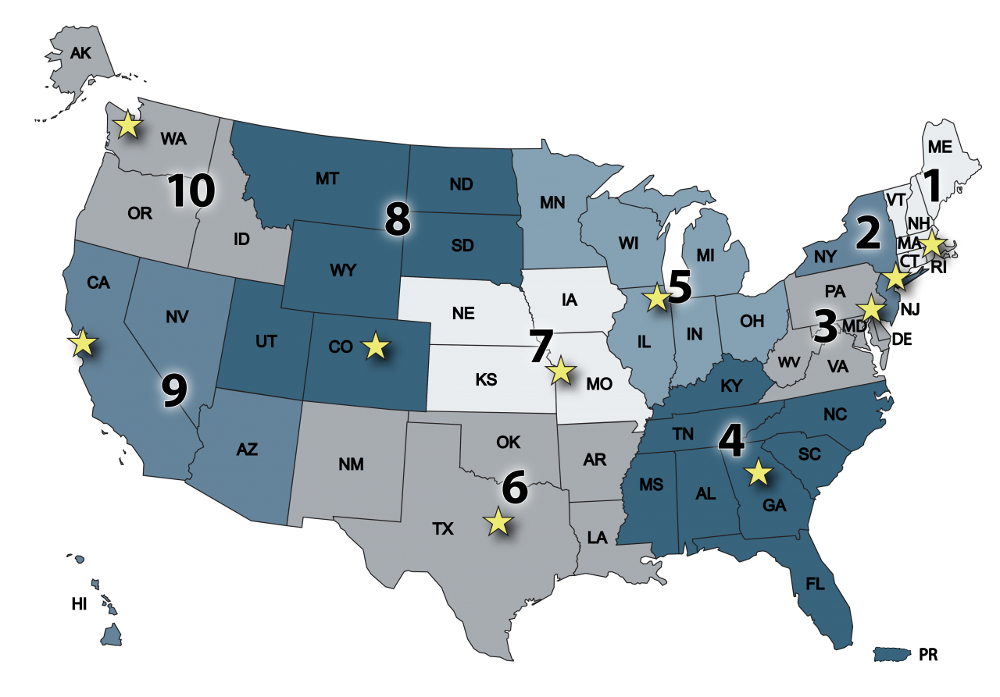 AK
WA
ME
10
MT
ND
1
OR
8
MN
VT
ID
SD
WI
MI
2
NH
NY
MA
CT
RI
WY
5
CA
PA
IA
NV
NE
NJ
OH
3
MD
UT
CO
7
IL
IN
DE
9
KS
MO
WV
VA
KY
NC
AZ
OK
TN
4
NM
AR
SC
6
MS
AL
GA
TX
LA
FL
HI
PR